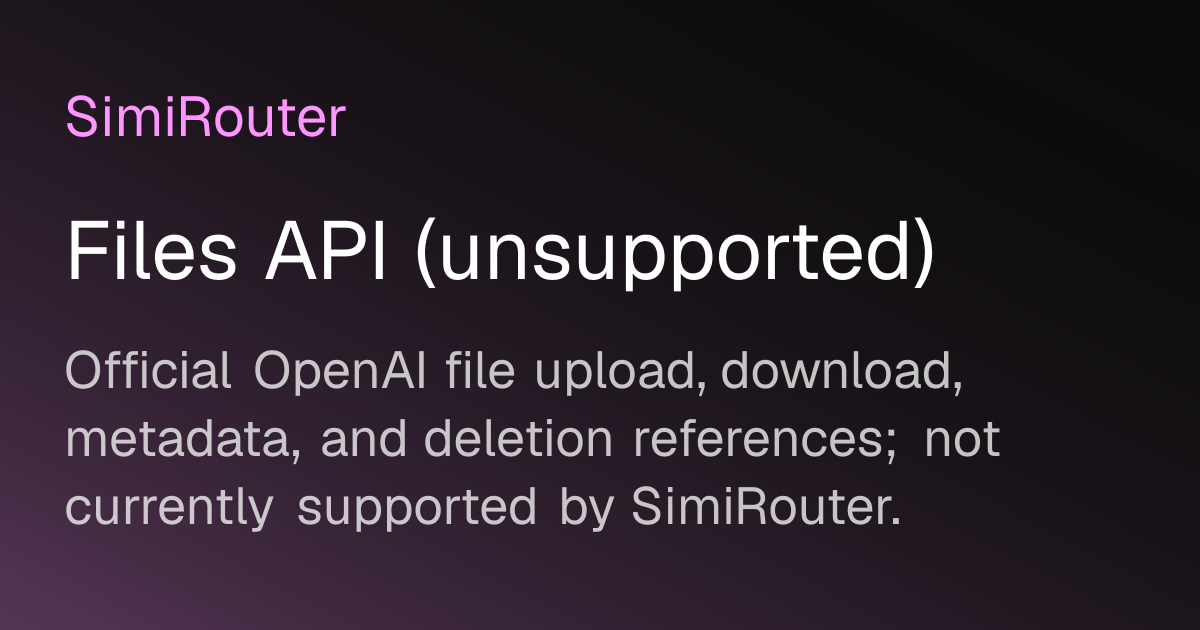 SimiRouter
Files API (unsupported)
Official OpenAI file upload, download,
metadata, and deletion references; not
currently supported by SimiRouter.